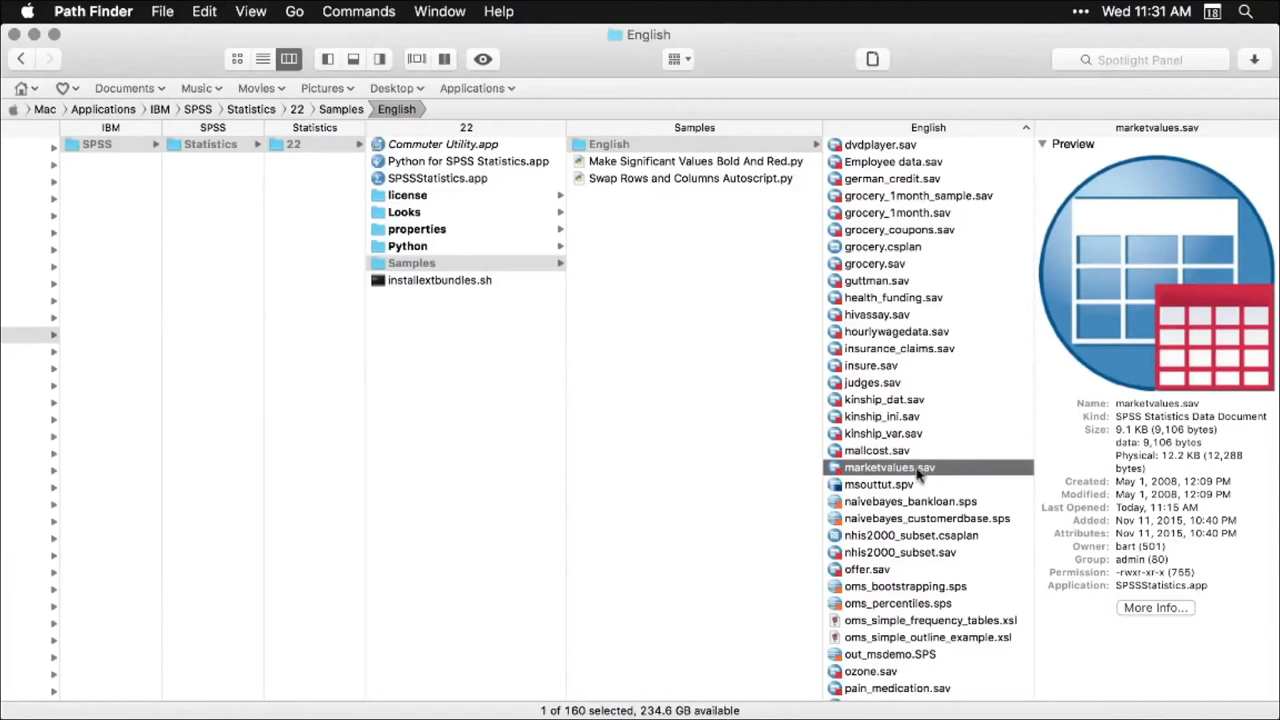 Path Finder File Edit View Go Commands Window Help ••• Wed 11:31 AM 18
English
Spotlight Panel
Documents Music Movies Pictures Desktop Applications
Mac Applications IBM SPSS Statistics 22 Samples English
IBM SPSS Statistics 22 Samples English marketvalues.sav
SPSS
Statistics
22
Commuter Utility.app
Python for SPSS Statistics.app
SPSSStatistics.app
license
Looks
properties
Python
Samples
installextbundles.sh
English
Make Significant Values Bold And Red.py
Swap Rows and Columns Autoscript.py
dvdplayer.sav
Employee data.sav
german_credit.sav
grocery_1month_sample.sav
grocery_1month.sav
grocery_coupons.sav
grocery.csplan
grocery.sav
guttman.sav
health_funding.sav
hivassay.sav
hourlywagedata.sav
insurance_claims.sav
insure.sav
judges.sav
kinship_dat.sav
kinship_ini.sav
kinship_var.sav
mallcost.sav
marketvalues.sav
msouttut.spv
naivebayes_bankloan.sps
naivebayes_customerdbase.sps
nhis2000_subset.csaplan
nhis2000_subset.sav
offer.sav
oms_bootstrapping.sps
oms_percentiles.sps
oms_simple_frequency_tables.xsl
oms_simple_outline_example.xsl
out_msdemo.SPS
ozone.sav
pain_medication.sav
Preview
Name: marketvalues.sav
Kind: SPSS Statistics Data Document
Size: 9.1 KB (9,106 bytes)
data: 9,106 bytes
Physical: 12.2 KB (12,288
bytes)
Created: May 1, 2008, 12:09 PM
Modified: May 1, 2008, 12:09 PM
Last Opened: Today, 11:15 AM
Added: Nov 11, 2015, 10:40 PM
Attributes: Nov 11, 2015, 10:40 PM
Owner: bart (501)
Group: admin (80)
Permission: -rwxr-xr-x (755)
Application: SPSSStatistics.app
More Info...
1 of 160 selected, 234.6 GB available